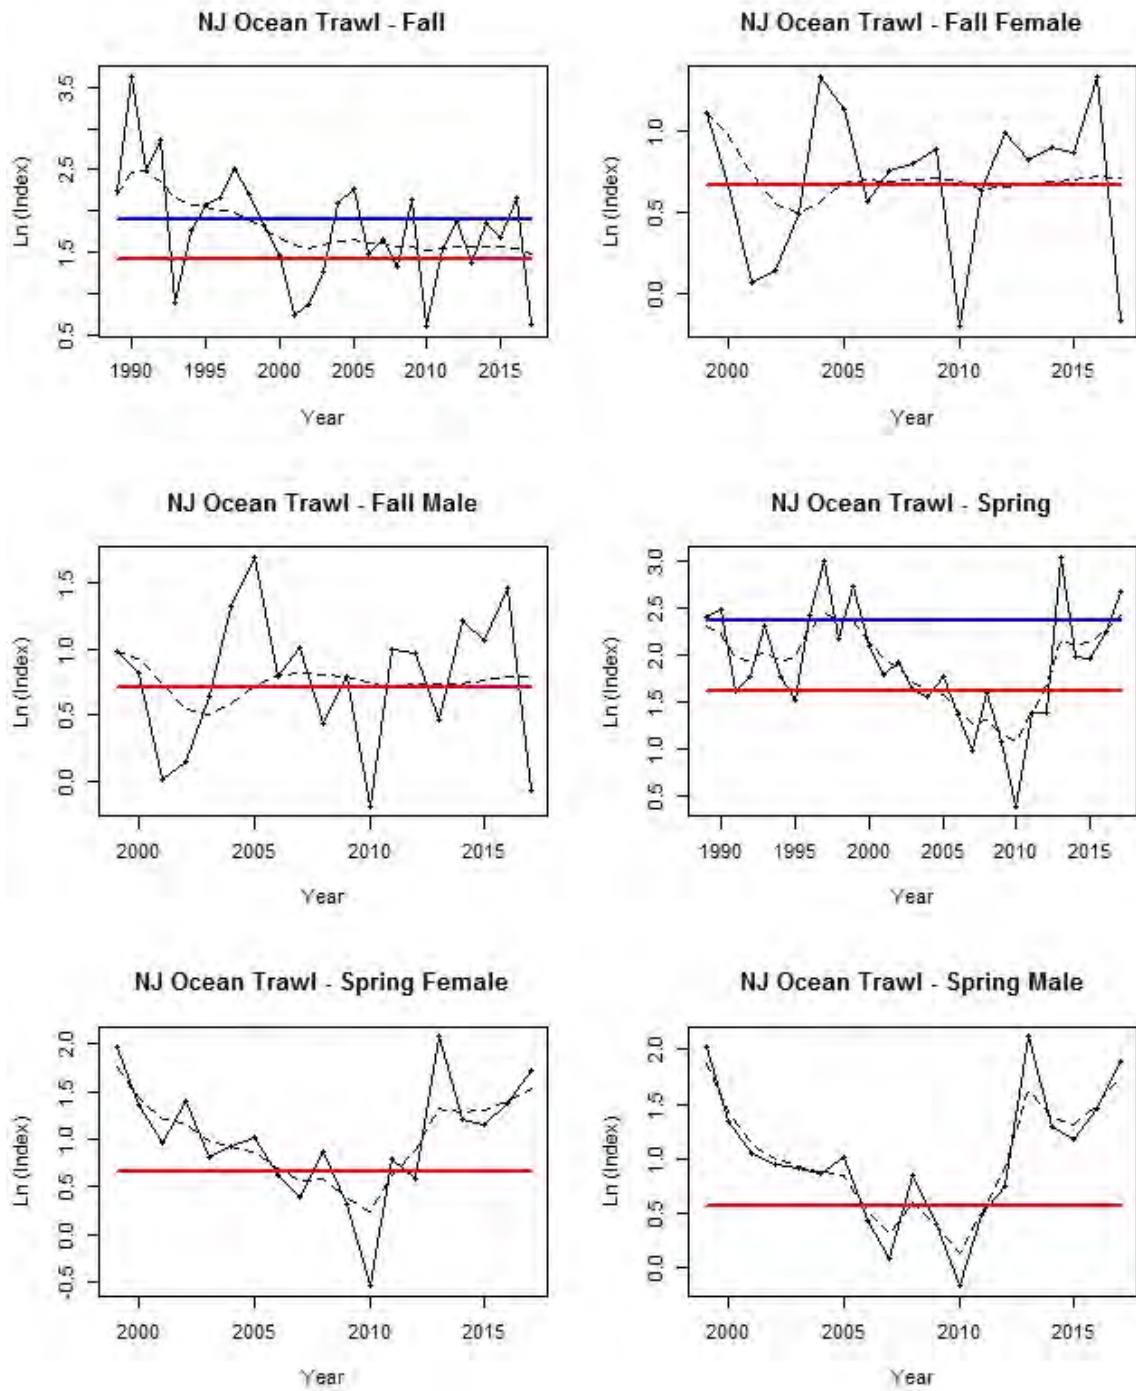 NJ Ocean Trawl - Fall
Ln (Index)
0.5 1.5 2.5 3.5
1990 1995 2000 2005 2010 2015
Year
NJ Ocean Trawl - Fall Female
Ln (Index)
0.0 0.5 1.0
2000 2005 2010 2015
Year
NJ Ocean Trawl - Fall Male
Ln (Index)
0.0 0.5 1.0 1.5
2000 2005 2010 2015
Year
NJ Ocean Trawl - Spring
Ln (Index)
0.5 1.0 1.5 2.0 2.5 3.0
1990 1995 2000 2005 2010 2015
Year
NJ Ocean Trawl - Spring Female
Ln (Index)
-0.5 0.0 0.5 1.0 1.5 2.0
2000 2005 2010 2015
Year
NJ Ocean Trawl - Spring Male
Ln (Index)
0.0 0.5 1.0 1.5 2.0
2000 2005 2010 2015
Year